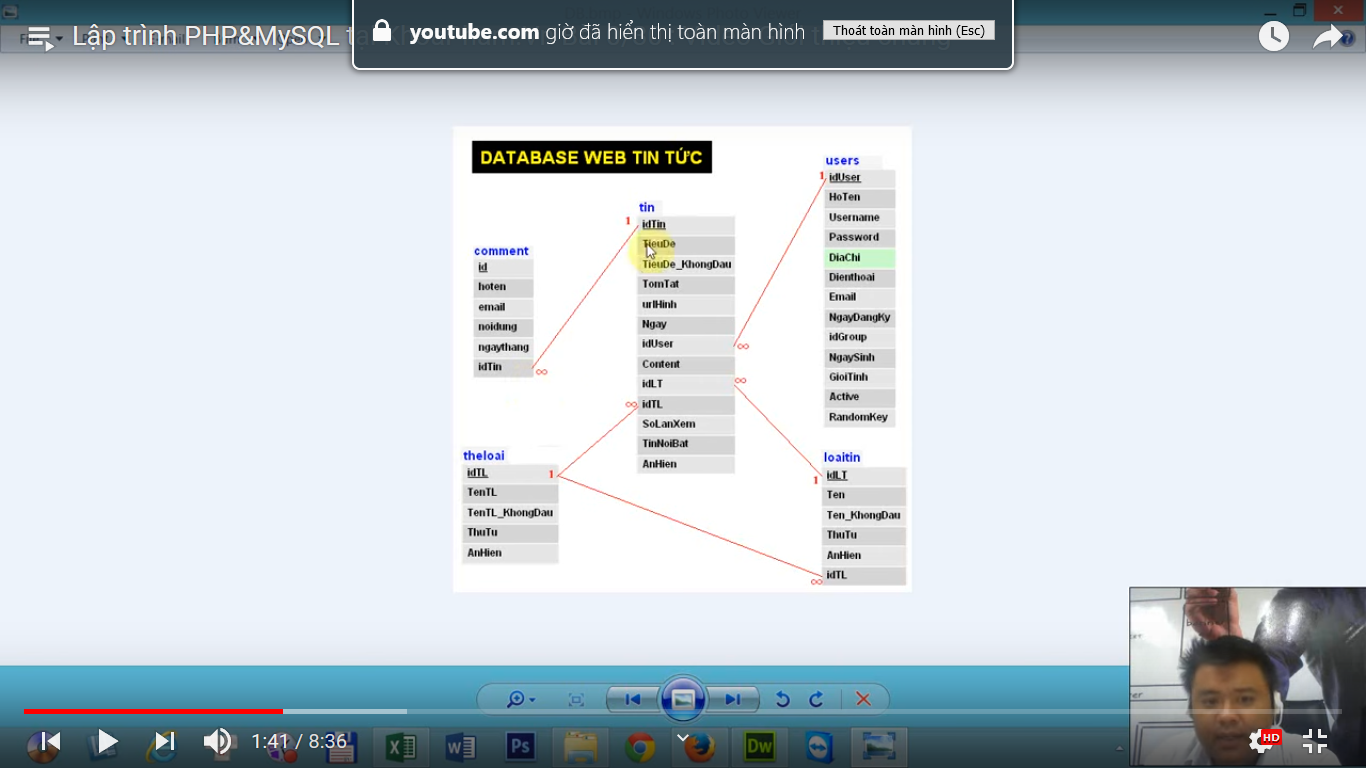 Lập trình PHP&MySQL tạ
youtube.com giờ đã hiển thị toàn màn hình
Thoát toàn màn hình (Esc)
DATABASE WEB TIN TỨC
comment
id
hoten
email
noidung
ngaythang
idTin
∞
tin
1
idTin
TieuDe
TieuDe_KhongDau
TomTat
urlHinh
Ngay
idUser
∞
Content
idLT
∞
idTL
∞
SoLanXem
TinNoiBat
AnHien
users
1
idUser
HoTen
Username
Password
DiaChi
Dienthoai
Email
NgayDangKy
idGroup
NgaySinh
GioiTinh
Active
RandomKey
theloai
idTL
1
TenTL
TenTL_KhongDau
ThuTu
AnHien
loaitin
1
idLT
Ten
Ten_KhongDau
ThuTu
AnHien
idTL
∞
1:41 / 8:36
Ps
Dw
HD